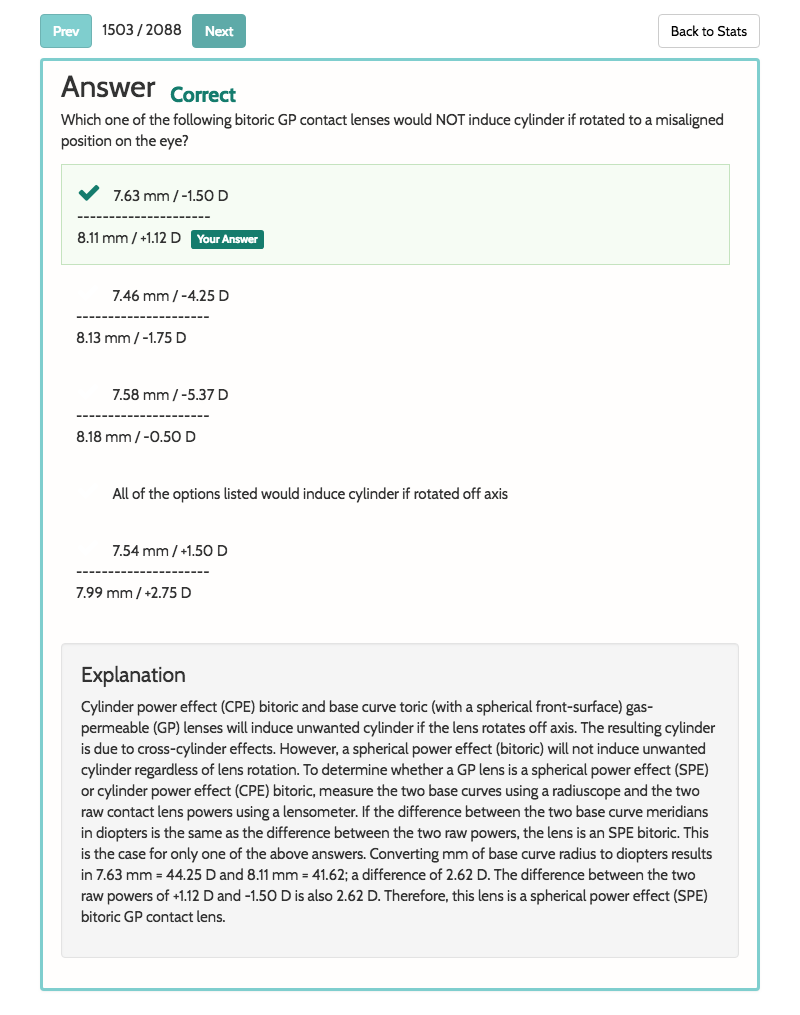 Prev 1503 / 2088 Next Back to Stats
Answer Correct
Which one of the following bitoric GP contact lenses would NOT induce cylinder if rotated to a misaligned
position on the eye?
7.63 mm / -1.50 D
---------------------
8.11 mm / +1.12 D Your Answer
7.46 mm / -4.25 D
---------------------
8.13 mm / -1.75 D
7.58 mm / -5.37 D
---------------------
8.18 mm / -0.50 D
All of the options listed would induce cylinder if rotated off axis
7.54 mm / +1.50 D
---------------------
7.99 mm / +2.75 D
Explanation
Cylinder power effect (CPE) bitoric and base curve toric (with a spherical front-surface) gas-
permeable (GP) lenses will induce unwanted cylinder if the lens rotates off axis. The resulting cylinder
is due to cross-cylinder effects. However, a spherical power effect (bitoric) will not induce unwanted
cylinder regardless of lens rotation. To determine whether a GP lens is a spherical power effect (SPE)
or cylinder power effect (CPE) bitoric, measure the two base curves using a radiuscope and the two
raw contact lens powers using a lensometer. If the difference between the two base curve meridians
in diopters is the same as the difference between the two raw powers, the lens is an SPE bitoric. This
is the case for only one of the above answers. Converting mm of base curve radius to diopters results
in 7.63 mm = 44.25 D and 8.11 mm = 41.62; a difference of 2.62 D. The difference between the two
raw powers of +1.12 D and -1.50 D is also 2.62 D. Therefore, this lens is a spherical power effect (SPE)
bitoric GP contact lens.